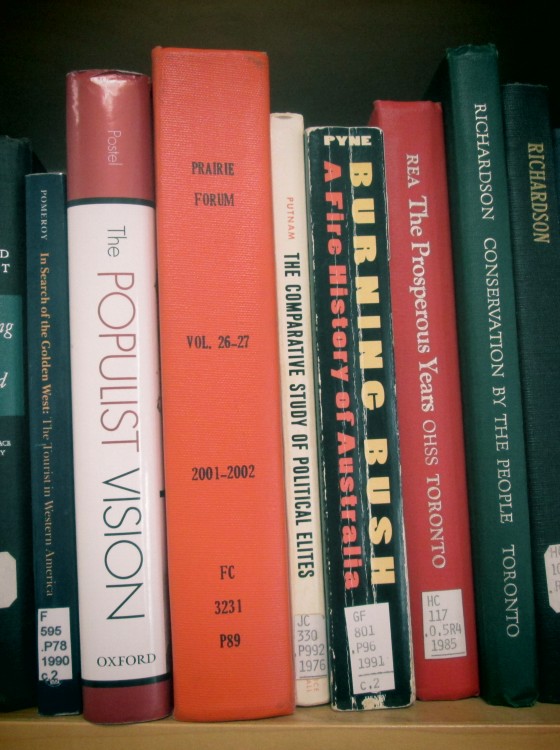 POMEROY
In Search of the Golden West: The Tourist in Western America
F
595
.P78
1990
c.2
Postel
The POPULIST VISION
OXFORD
PRAIRIE
FORUM
VOL. 26-27
2001-2002
FC
3231
P89
PUTNAM
THE COMPARATIVE STUDY OF POLITICAL ELITES
JC
330
.P992
1976
PYNE
BURNING BUSH
A Fire History of Australia
GF
801
.P96
1991
c.2
REA The Prosperous Years OHSS TORONTO
HC
117
.O.5R4
1985
RICHARDSON CONSERVATION BY THE PEOPLE TORONTO
RICHARDSON